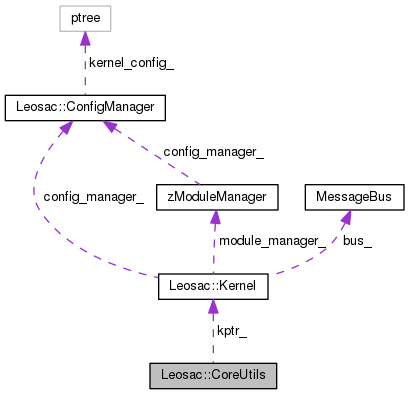 ptree
kernel_config_
Leosac::ConfigManager
config_manager_
config_manager_
zModuleManager
MessageBus
module_manager_
bus_
Leosac::Kernel
kptr_
Leosac::CoreUtils